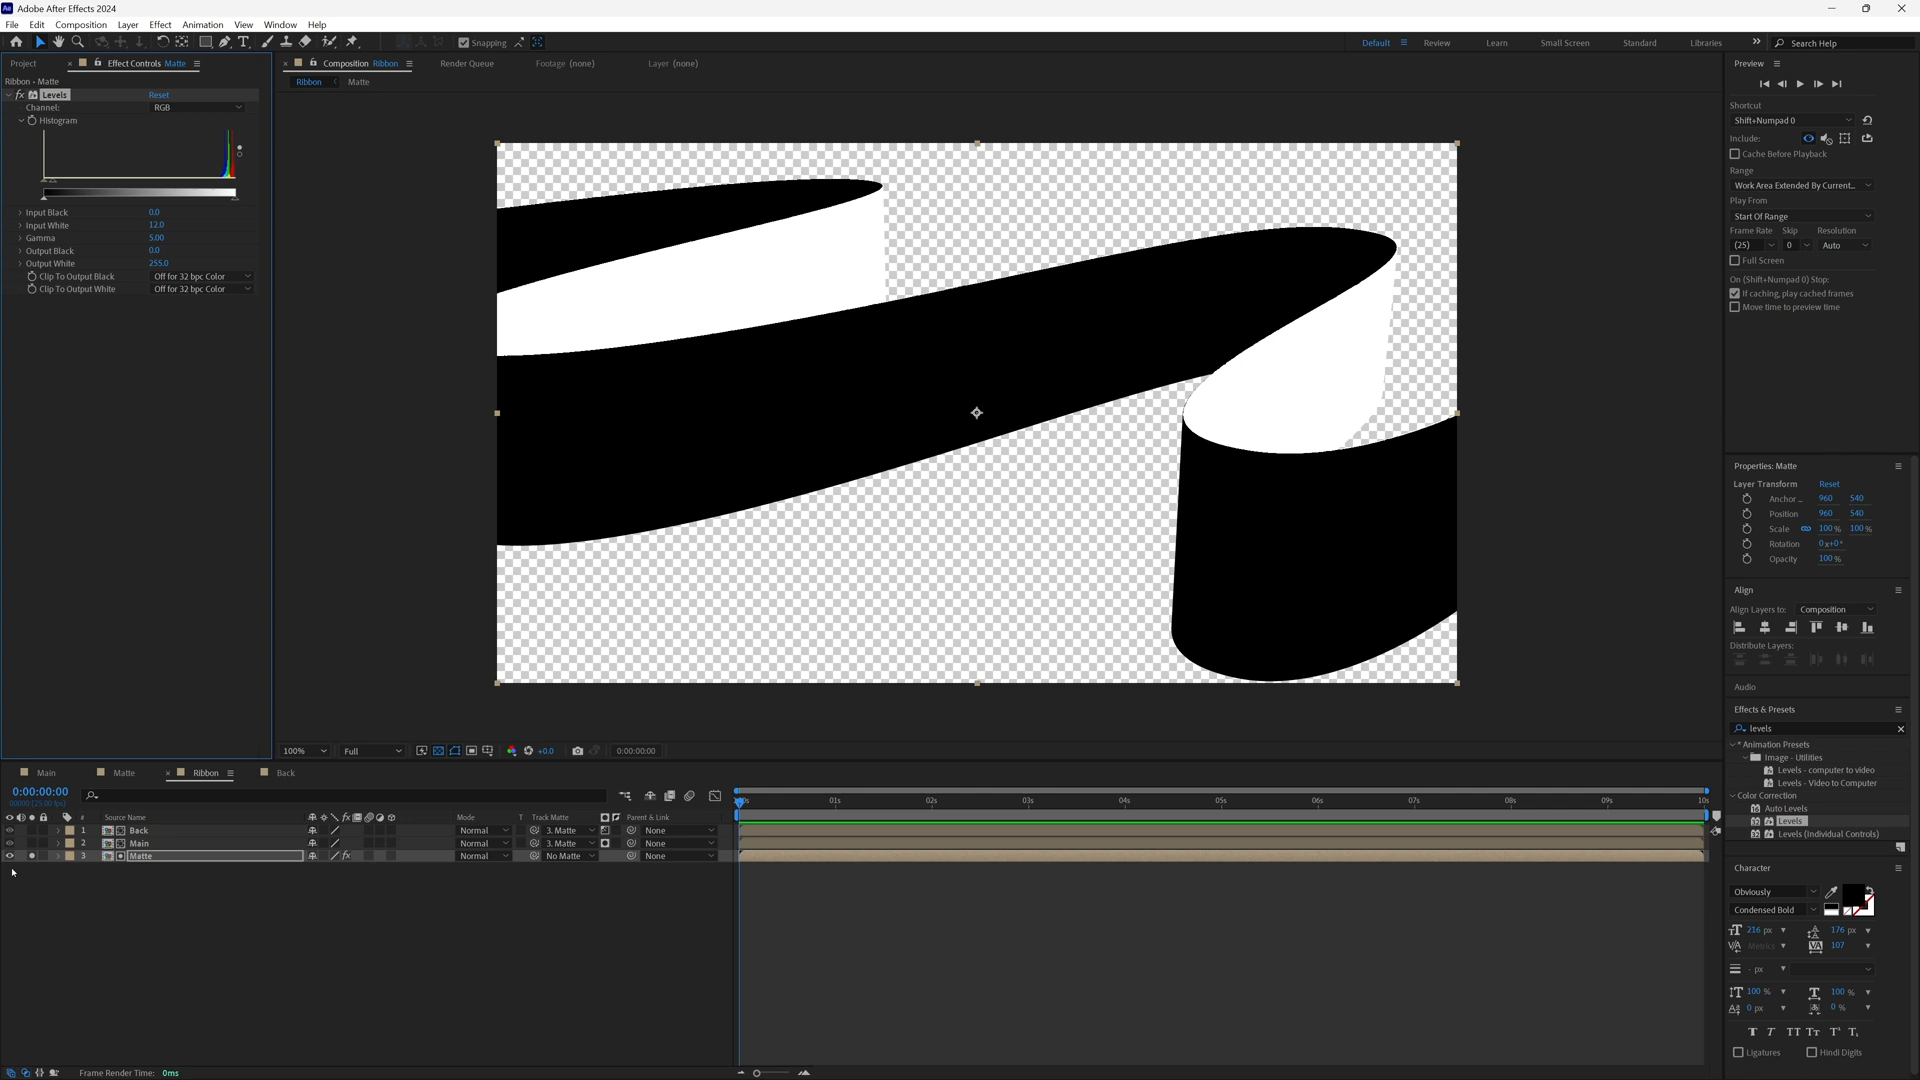 Ae Adobe After Effects 2024
File Edit Composition Layer Effect Animation View Window Help
Snapping Default Review Learn Small Screen Standard Libraries Search Help
Project Effect Controls Matte Composition Ribbon Render Queue Footage (none) Layer (none) Preview
Ribbon • Matte Ribbon Matte
fx Levels Reset
Channel: RGB
Histogram
Input Black 0.0
Input White 12.0
Gamma 5.00
Output Black 0.0
Output White 255.0
Clip To Output Black Off for 32 bpc Color
Clip To Output White Off for 32 bpc Color
Shortcut
Shift+Numpad 0
Include:
Cache Before Playback
Range
Work Area Extended By Current...
Play From
Start Of Range
Frame Rate Skip Resolution
(25) 0 Auto
Full Screen
On (Shift+Numpad 0) Stop:
If caching, play cached frames
Move time to preview time
Properties: Matte
Layer Transform Reset
Anchor ... 960 540
Position 960 540
Scale 100 % 100 %
Rotation 0x+0°
Opacity 100 %
Align
Align Layers to: Composition
Distribute Layers:
Audio
Effects & Presets
levels
* Animation Presets
Image - Utilities
Levels - computer to video
Levels - Video to Computer
Color Correction
Auto Levels
Levels
Levels (Individual Controls)
Character
Obviously
Condensed Bold
216 px 176 px
Metrics 107
- px
100 % 100 %
0 px 0 %
T T TT Tt T¹ T₁
Ligatures Hindi Digits
100% Full +0.0 0:00:00:00
Main Matte Ribbon Back
0:00:00:00
00000 (25.00 fps)
# Source Name fx Mode T Track Matte Parent & Link
1 Back Normal 3. Matte None
2 Main Normal 3. Matte None
3 Matte fx Normal No Matte None
01s 02s 03s 04s 05s 06s 07s 08s 09s 10s
Frame Render Time: 0ms